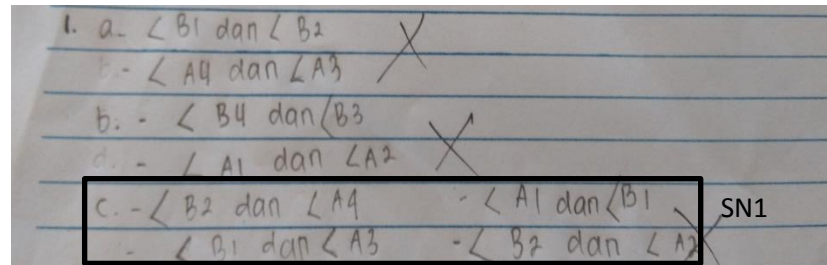 1. a. - ∠ B1 dan ∠ B2
- ∠ A4 dan ∠ A3
b. - ∠ B4 dan ∠ B3
- ∠ A1 dan ∠ A2
c. - ∠ B2 dan ∠ A4 - ∠ A1 dan ∠ B1 SN1
- ∠ B1 dan ∠ A3 - ∠ B2 dan ∠ A2